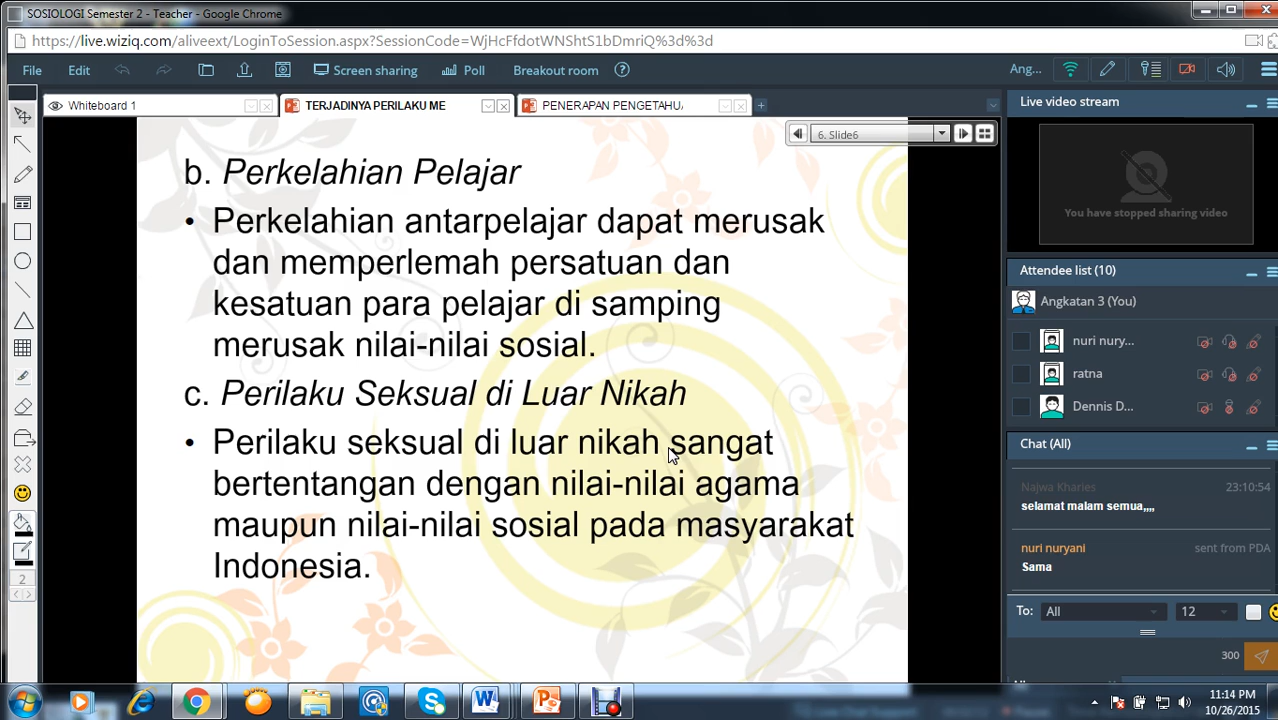 SOSIOLOGI Semester 2 - Teacher - Google Chrome
https://live.wiziq.com/aliveext/LoginToSession.aspx?SessionCode=WjHcFfdotWNShtS1bDmriQ%3d%3d
File Edit Screen sharing Poll Breakout room Ang...
Whiteboard 1 TERJADINYA PERILAKU ME PENERAPAN PENGETAHU
6. Slide6
b. Perkelahian Pelajar
• Perkelahian antarpelajar dapat merusak
dan memperlemah persatuan dan
kesatuan para pelajar di samping
merusak nilai-nilai sosial.
c. Perilaku Seksual di Luar Nikah
• Perilaku seksual di luar nikah sangat
bertentangan dengan nilai-nilai agama
maupun nilai-nilai sosial pada masyarakat
Indonesia.
Live video stream
You have stopped sharing video
Attendee list (10)
Angkatan 3 (You)
nuri nury...
ratna
Dennis D...
Chat (All)
Najwa Kharies 23:10:54
selamat malam semua,,,,
nuri nuryani sent from PDA
Sama
To: All 12
300
2
11:14 PM
10/26/2015